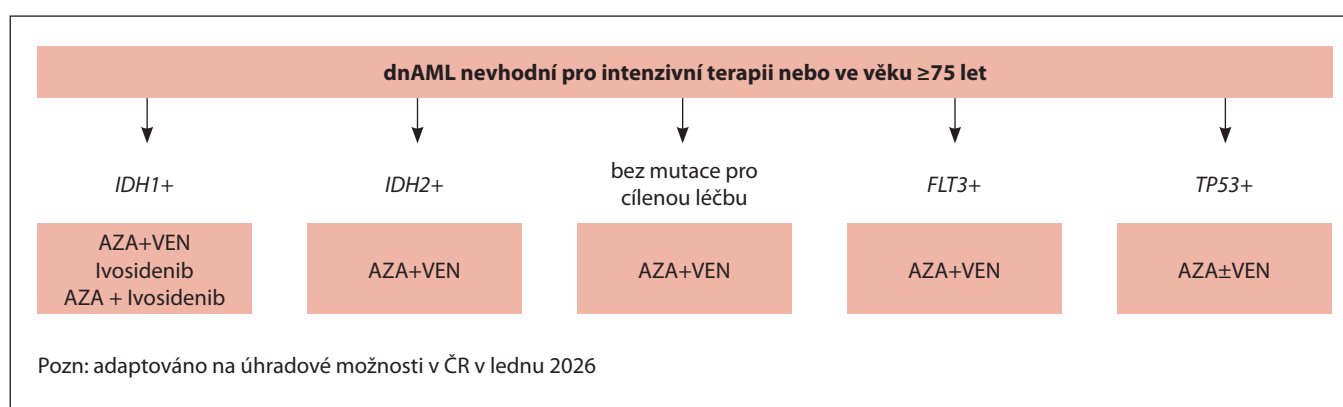 dnAML nevhodní pro intenzivní terapii nebo ve věku ≥75 let
IDH1+
IDH2+
bez mutace pro
cílenou léčbu
FLT3+
TP53+
AZA+VEN
Ivosidenib
AZA + Ivosidenib
AZA+VEN
AZA+VEN
AZA+VEN
AZA±VEN
Pozn: adaptováno na úhradové možnosti v ČR v lednu 2026